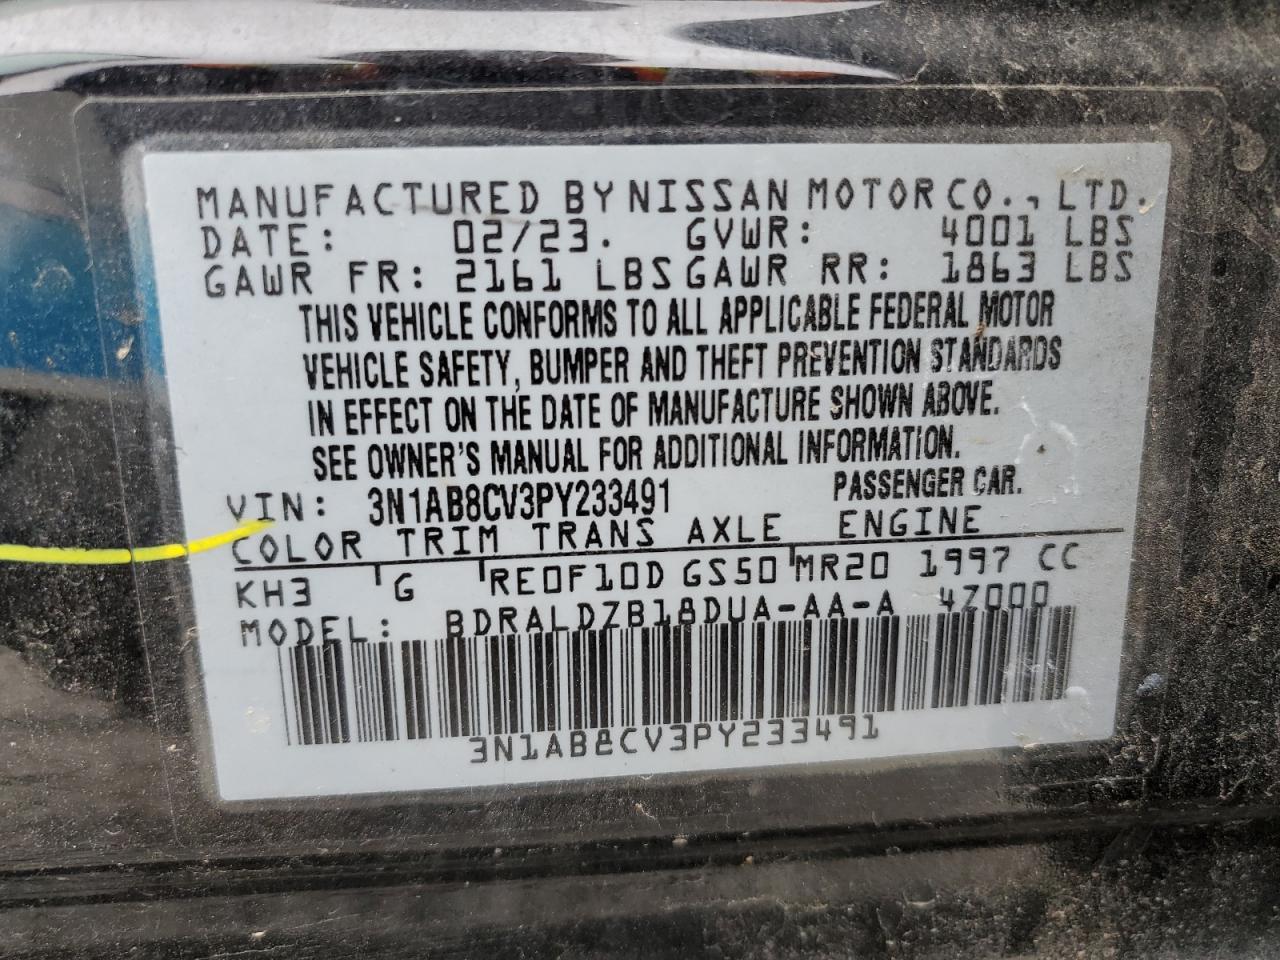 MANUFACTURED BY NISSAN MOTOR CO., LTD.
DATE: 02/23. GVWR: 4001 LBS
GAWR FR: 2161 LBS GAWR RR: 1863 LBS
THIS VEHICLE CONFORMS TO ALL APPLICABLE FEDERAL MOTOR
VEHICLE SAFETY, BUMPER AND THEFT PREVENTION STANDARDS
IN EFFECT ON THE DATE OF MANUFACTURE SHOWN ABOVE.
SEE OWNER'S MANUAL FOR ADDITIONAL INFORMATION.
VIN: 3N1AB8CV3PY233491 PASSENGER CAR.
COLOR TRIM TRANS AXLE ENGINE
KH3 G RE0F10D GS50 MR20 1997 CC
MODEL: BDRALDZB18DUA-AA-A 4Z000
3N1AB8CV3PY233491